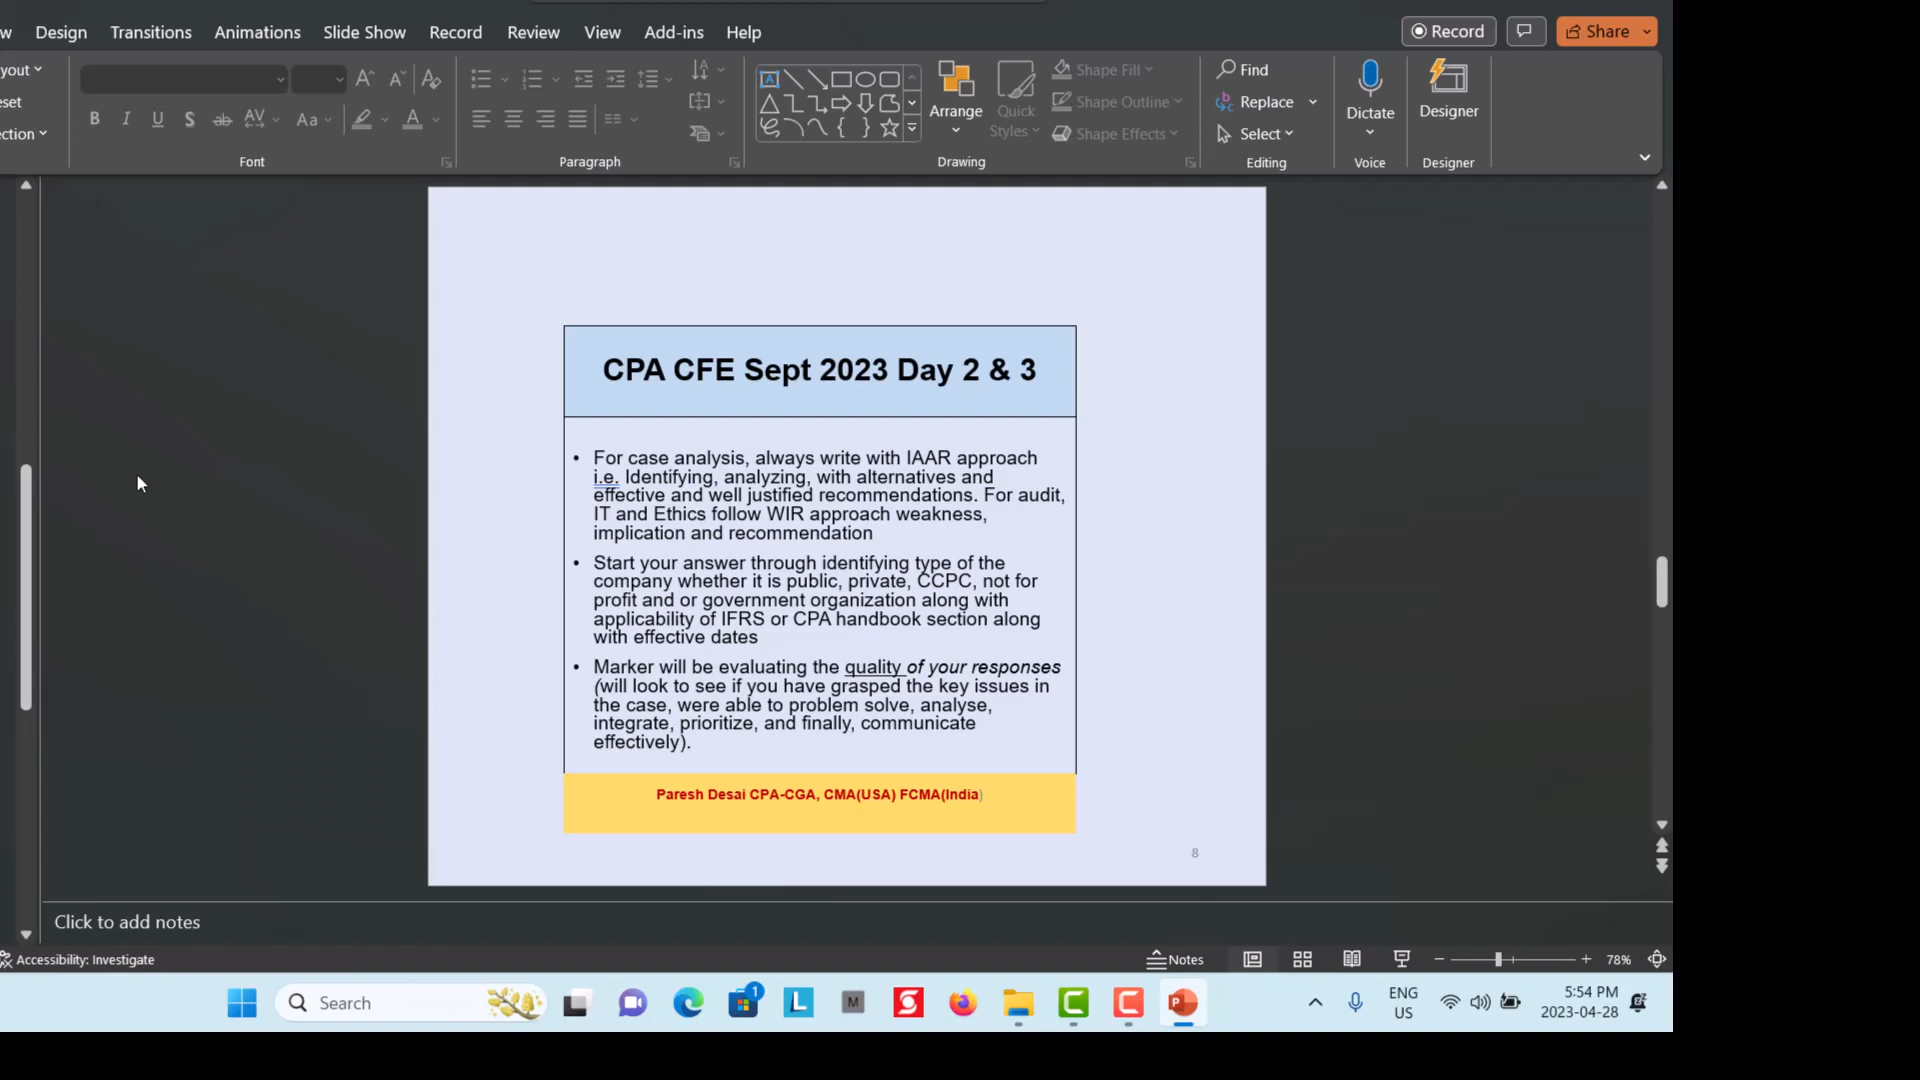 w Design Transitions Animations Slide Show Record Review View Add-ins Help Record Share
yout
eset
ection
Font
Paragraph
Arrange
Quick
Styles
Shape Fill
Shape Outline
Shape Effects
Drawing
Find
Replace
Select
Editing
Dictate
Voice
Designer
Designer
CPA CFE Sept 2023 Day 2 & 3
• For case analysis, always write with IAAR approach
i.e. Identifying, analyzing, with alternatives and
effective and well justified recommendations. For audit,
IT and Ethics follow WIR approach weakness,
implication and recommendation
• Start your answer through identifying type of the
company whether it is public, private, CCPC, not for
profit and or government organization along with
applicability of IFRS or CPA handbook section along
with effective dates
• Marker will be evaluating the quality of your responses
(will look to see if you have grasped the key issues in
the case, were able to problem solve, analyse,
integrate, prioritize, and finally, communicate
effectively).
Paresh Desai CPA-CGA, CMA(USA) FCMA(India)
8
Click to add notes
Accessibility: Investigate
Notes
78%
Search
1
L
M
S
C
C
P
ENG
US
5:54 PM
2023-04-28